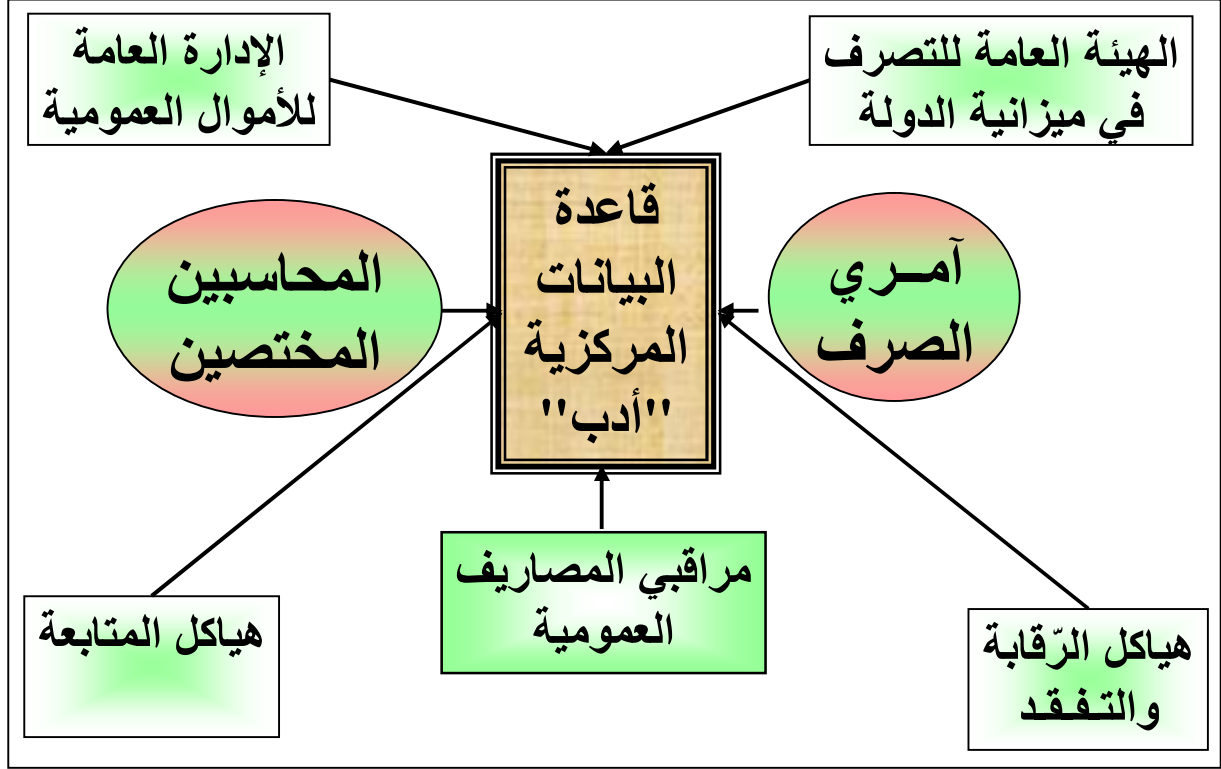 الهيئة العامة للتصرف
في ميزانية الدولة
الإدارة العامة
للأموال العمومية
قاعدة
البيانات
المركزية
"أدب"
آمــري
الصرف
المحاسبين
المختصين
مراقبي المصاريف
العمومية
هياكل الرّقابة
والتـفـقـد
هياكل المتابعة